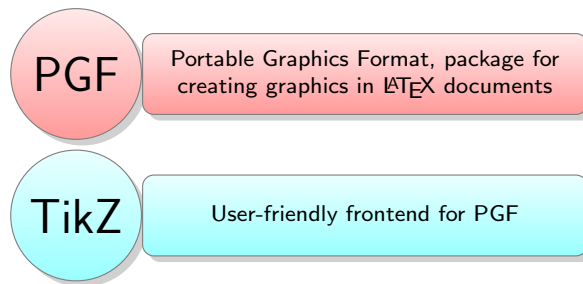 PGF
Portable Graphics Format, package for
creating graphics in LATEX documents
TikZ
User-friendly frontend for PGF